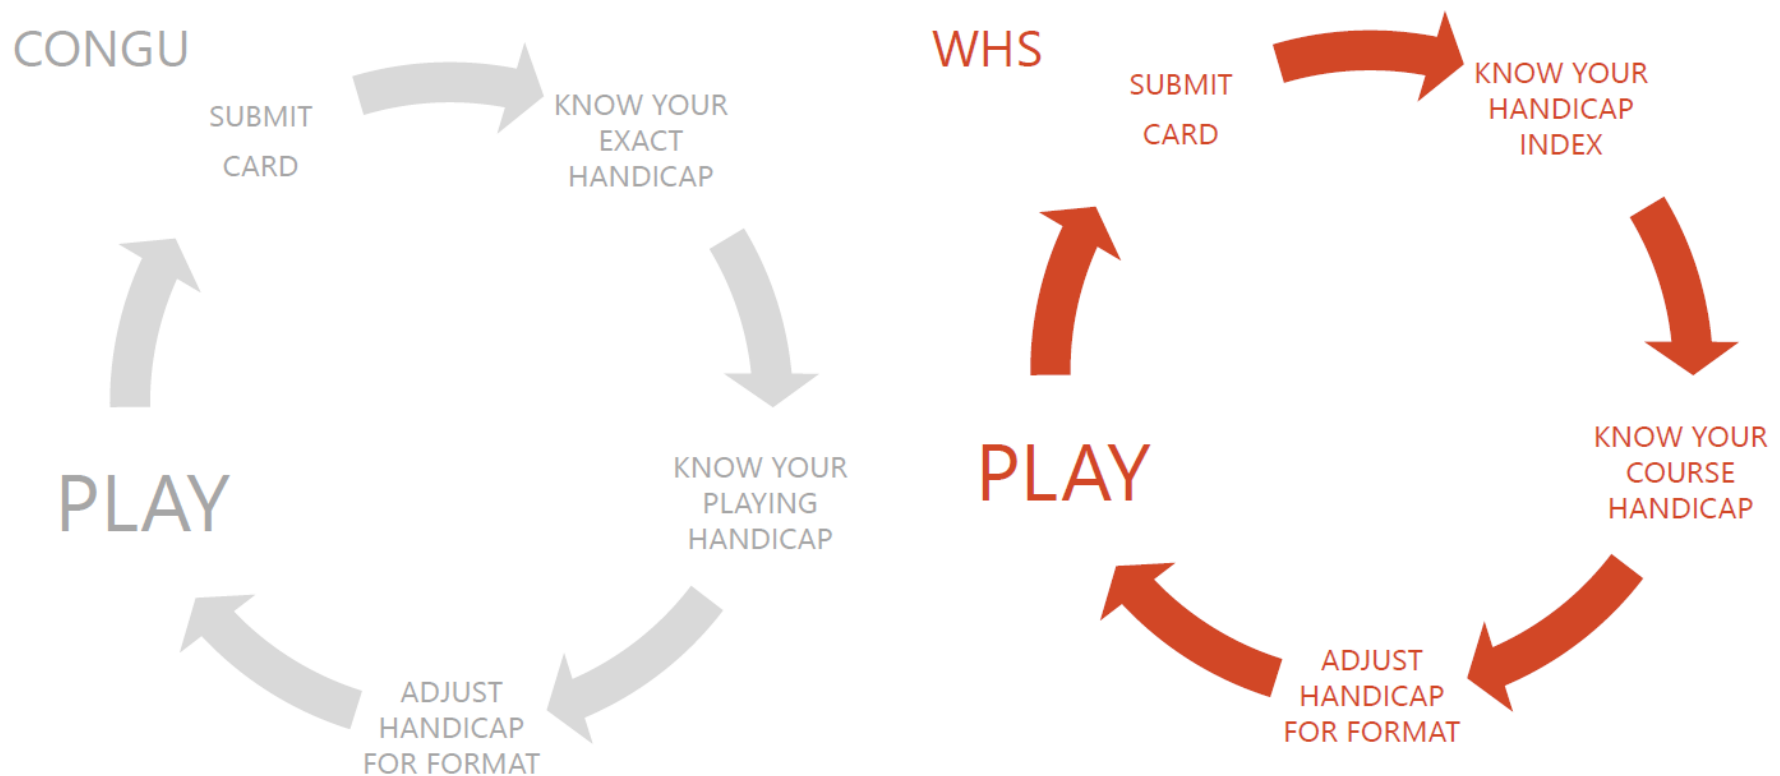 CONGU
SUBMIT
CARD
KNOW YOUR
EXACT
HANDICAP
KNOW YOUR
PLAYING
HANDICAP
ADJUST
HANDICAP
FOR FORMAT
PLAY
WHS
SUBMIT
CARD
KNOW YOUR
HANDICAP
INDEX
KNOW YOUR
COURSE
HANDICAP
ADJUST
HANDICAP
FOR FORMAT
PLAY